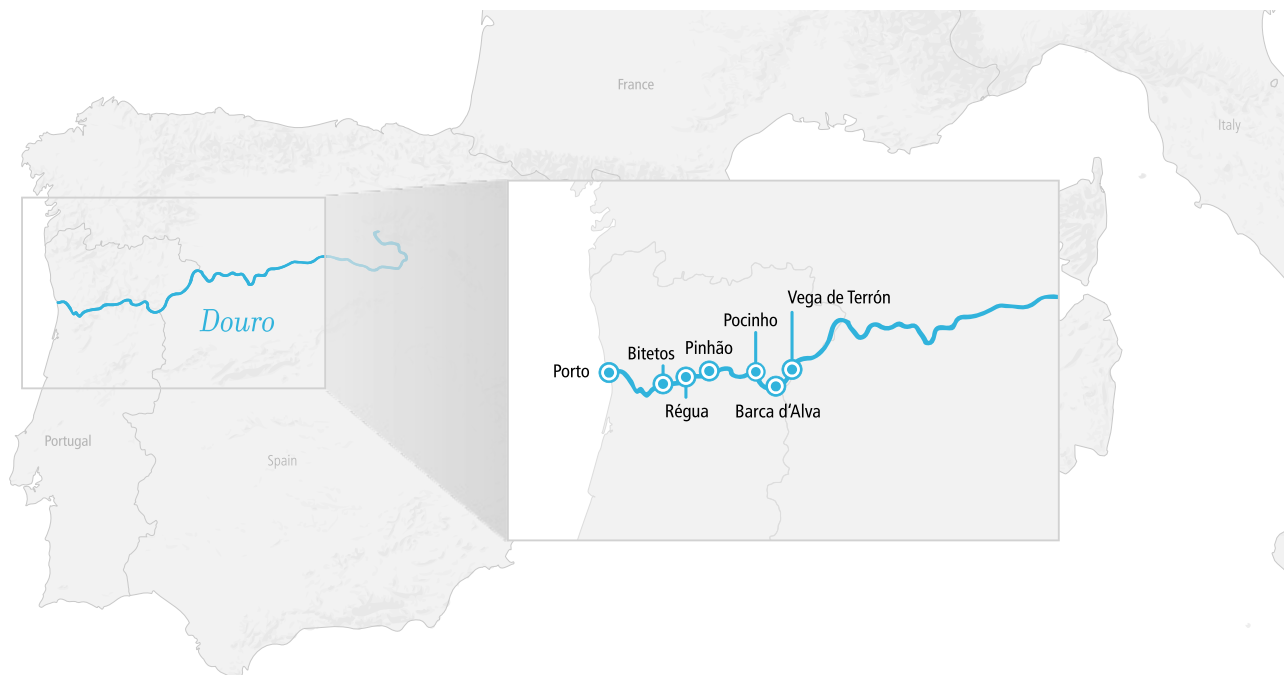 France
Italy
Douro
Portugal
Spain
Vega de Terrón
Pocinho
Bitetos
Pinhão
Porto
Régua
Barca d’Alva